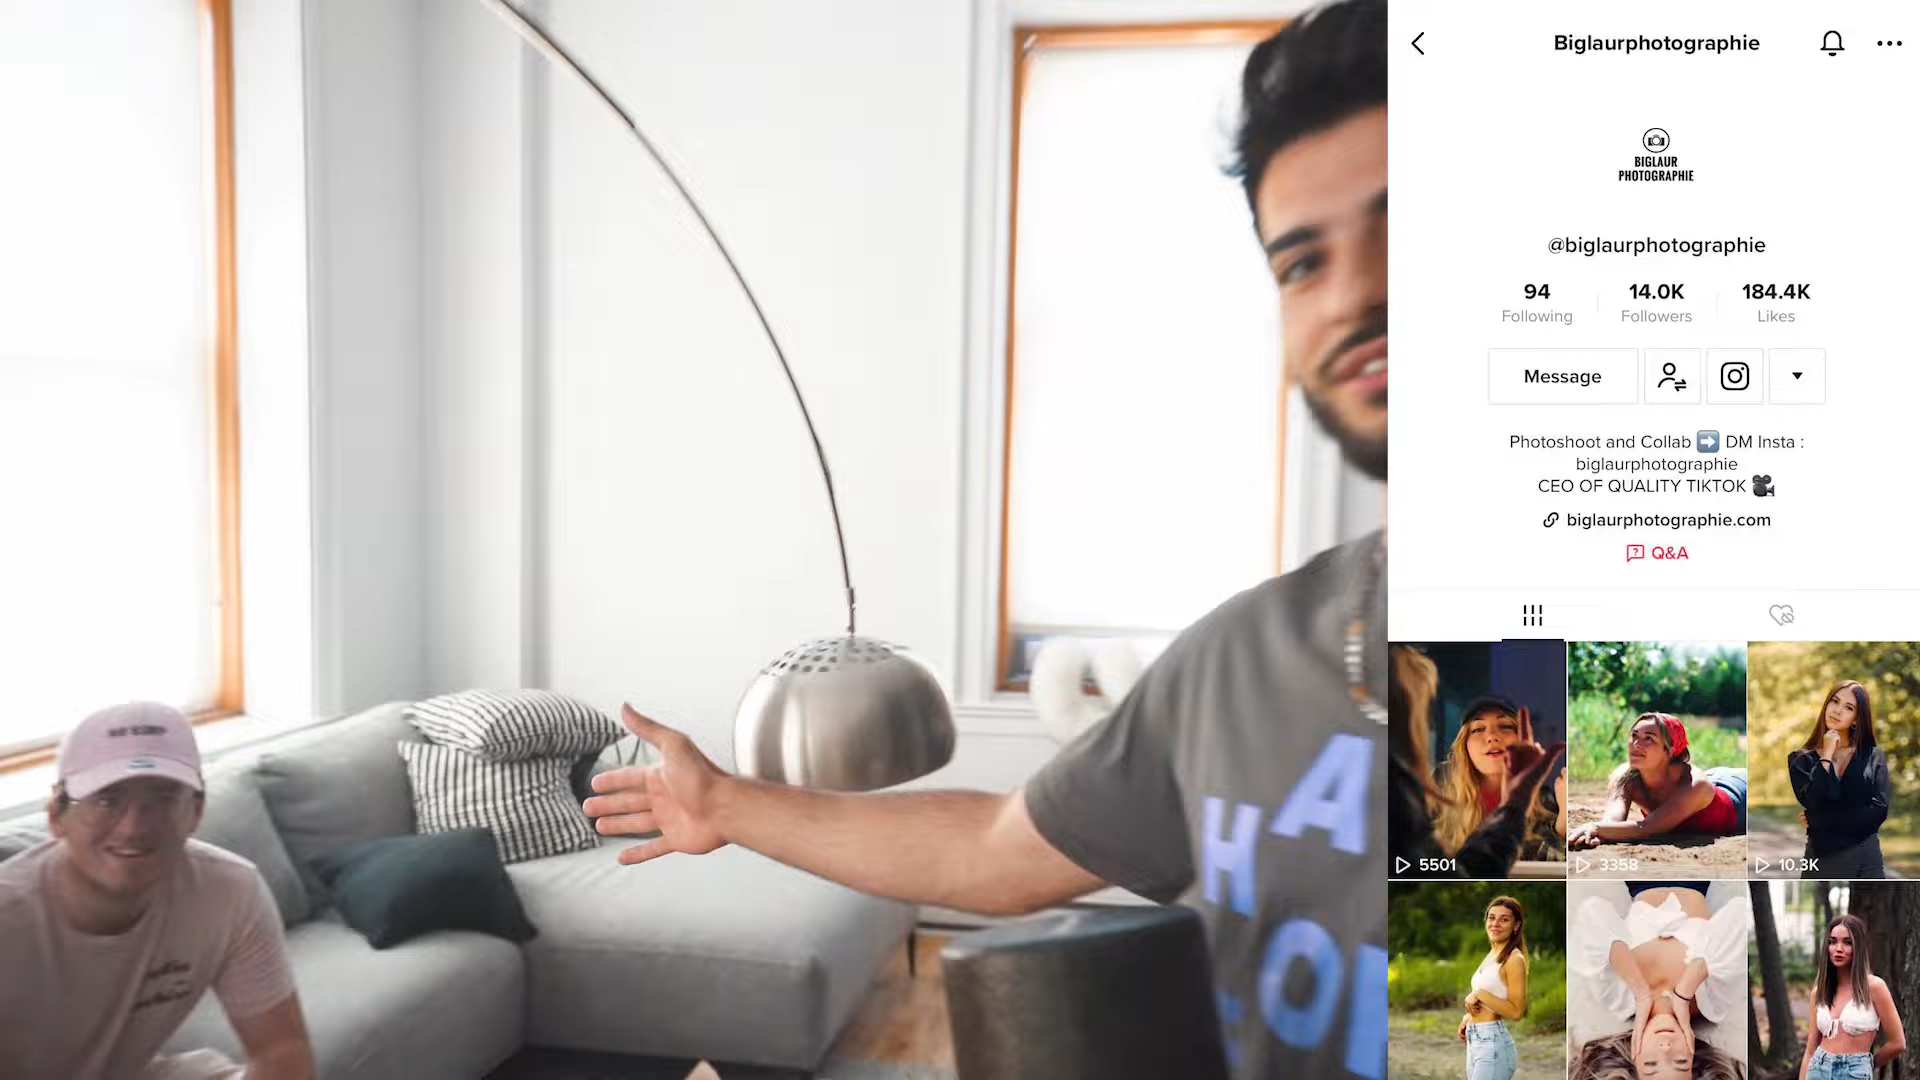 Biglaurphotographie
BIGLAUR
PHOTOGRAPHIE
@biglaurphotographie
94
Following
14.0K
Followers
184.4K
Likes
Message
Photoshoot and Collab ➡️ DM Insta :
biglaurphotographie
CEO OF QUALITY TIKTOK 🎥
biglaurphotographie.com
Q&A
5501
3358
10.3K
A
H